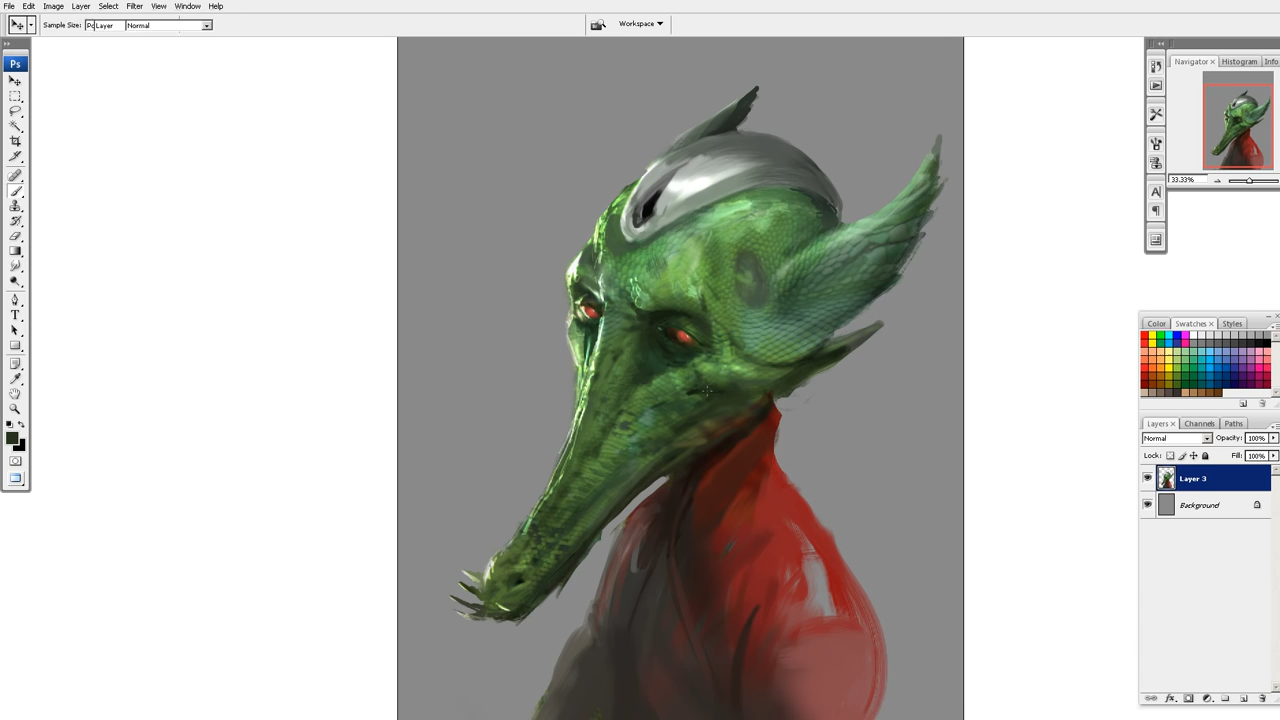 File Edit Image Layer Select Filter View Window Help
Sample Size: Layer Normal Workspace
Ps
Navigator × Histogram Info
33.33%
A
T
Color Swatches × Styles
Layers × Channels Paths
Normal Opacity: 100%
Lock: Fill: 100%
Layer 3
Background